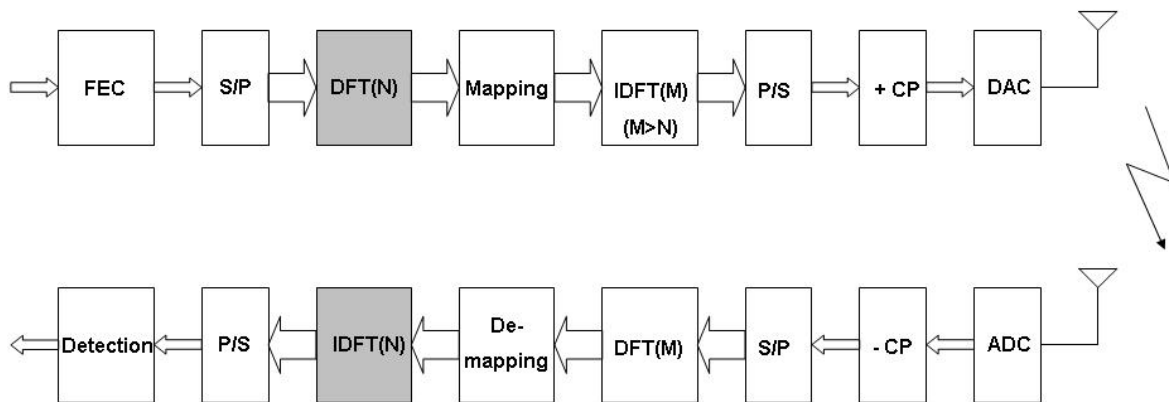 FEC
S/P
DFT(N)
Mapping
IDFT(M)
(M>N)
P/S
+ CP
DAC
Detection
P/S
IDFT(N)
De-
mapping
DFT(M)
S/P
- CP
ADC